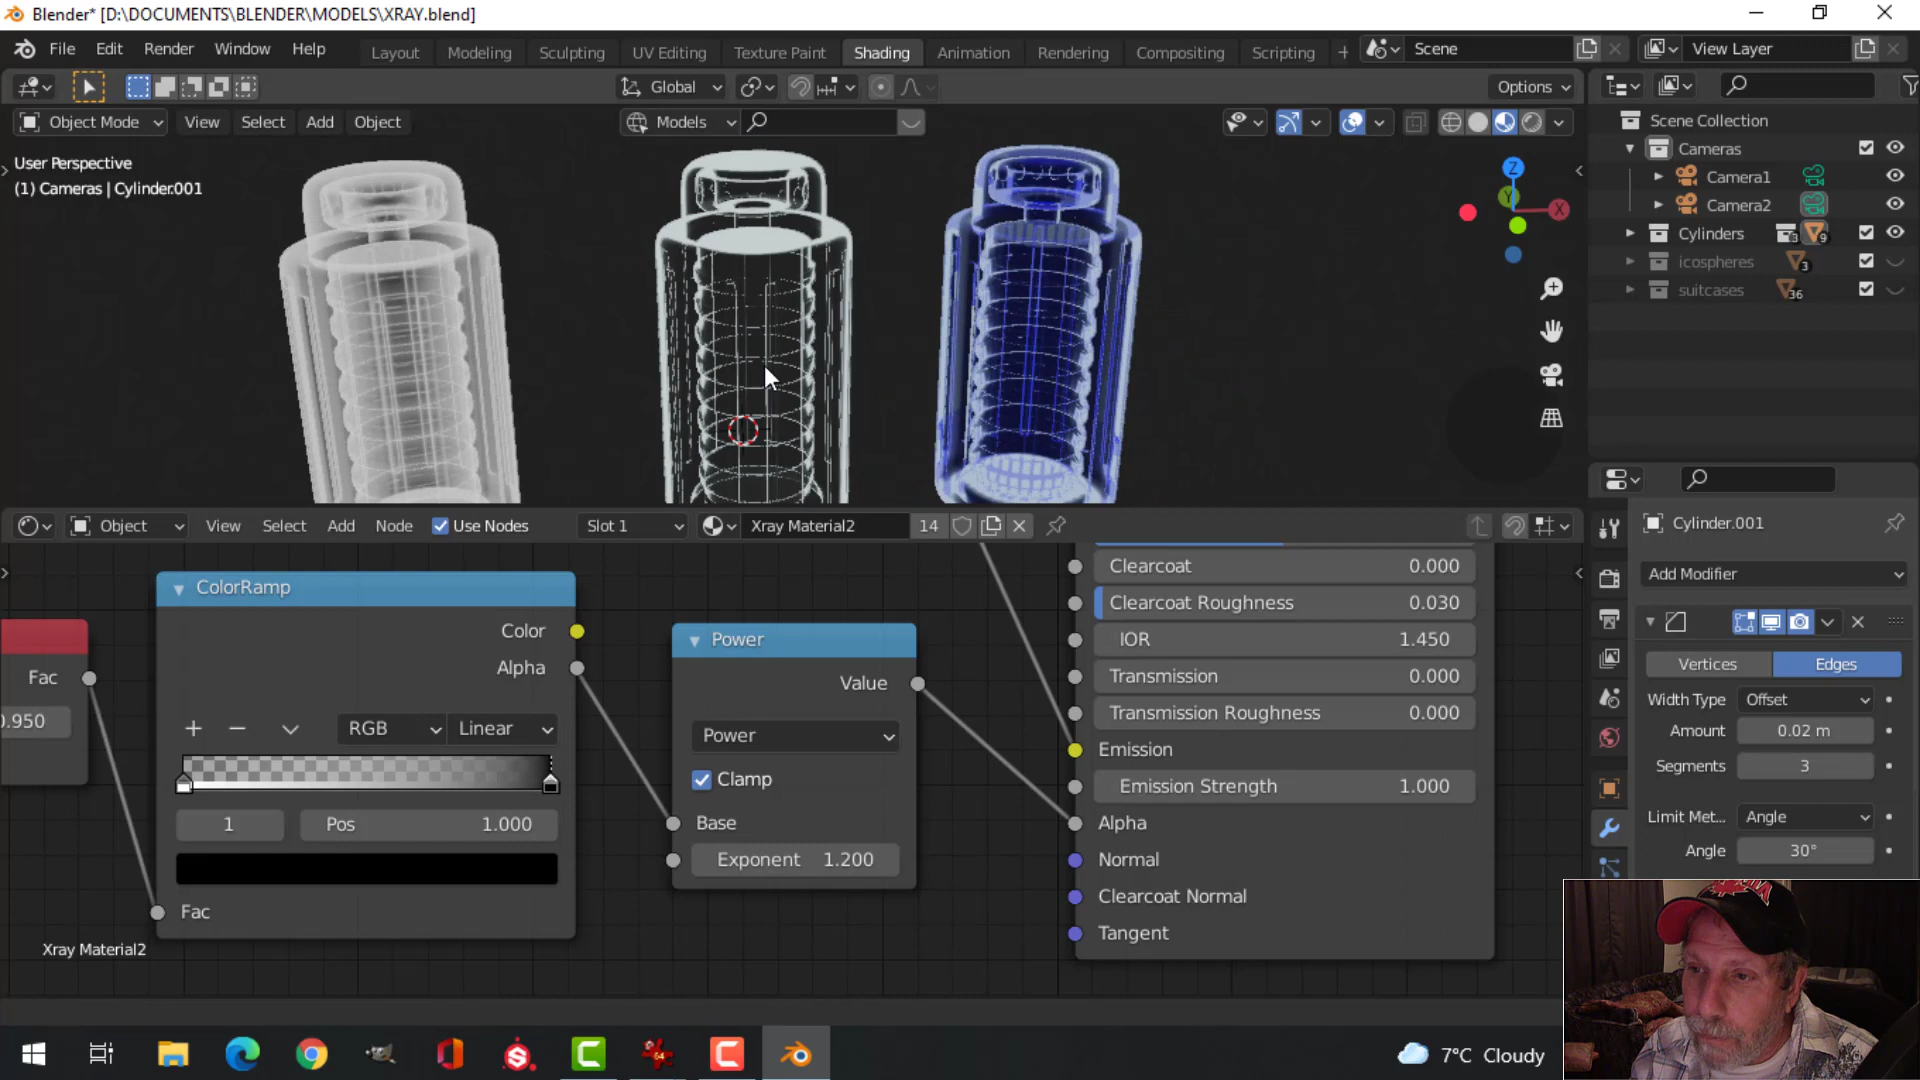 Blender* [D:\DOCUMENTS\BLENDER\MODELS\XRAY.blend]
File Edit Render Window Help
Layout Modeling Sculpting UV Editing Texture Paint Shading Animation Rendering Compositing Scripting
Scene
View Layer
Global
Options
Object Mode View Select Add Object
Models
User Perspective
(1) Cameras | Cylinder.001
Z
Y
X
Scene Collection
Cameras
Camera1
Camera2
Cylinders 3 9
icospheres 3
suitcases 36
Object View Select Add Node Use Nodes Slot 1 Xray Material2 14
Fac
0.950
ColorRamp
Color
Alpha
RGB Linear
1 Pos 1.000
Fac
Xray Material2
Power
Value
Power
Clamp
Base
Exponent 1.200
Clearcoat 0.000
Clearcoat Roughness 0.030
IOR 1.450
Transmission 0.000
Transmission Roughness 0.000
Emission
Emission Strength 1.000
Alpha
Normal
Clearcoat Normal
Tangent
Cylinder.001
Add Modifier
Vertices Edges
Width Type Offset
Amount 0.02 m
Segments 3
Limit Met... Angle
Angle 30°
7°C Cloudy